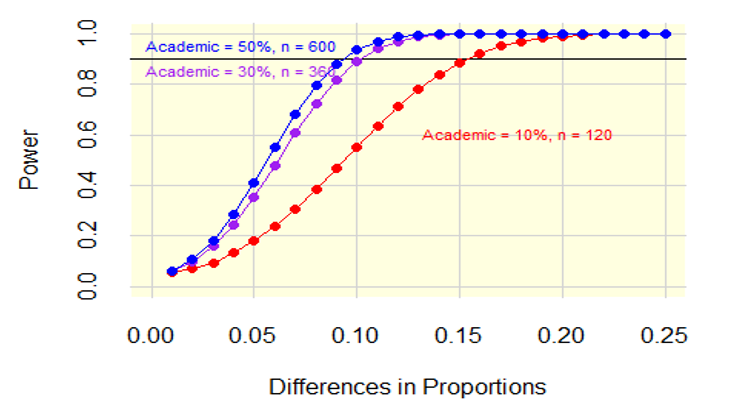 Academic = 50%, n = 600
Academic = 30%, n = 360
Academic = 10%, n = 120
Power
0.0 0.2 0.4 0.6 0.8 1.0
0.00 0.05 0.10 0.15 0.20 0.25
Differences in Proportions